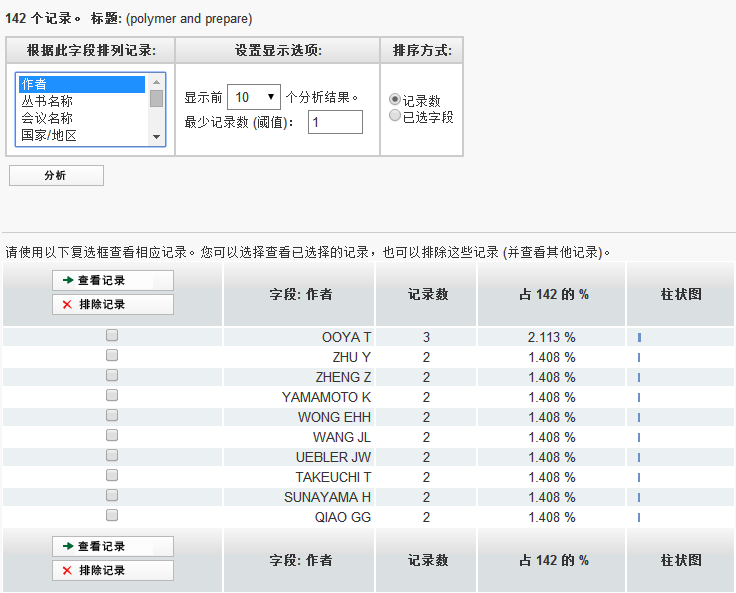 142 个记录。 标题: (polymer and prepare)
根据此字段排列记录: 设置显示选项: 排序方式:
作者
丛书名称
会议名称
国家/地区
显示前 10 个分析结果。
最少记录数 (阈值): 1
记录数
已选字段
分析
请使用以下复选框查看相应记录。您可以选择查看已选择的记录，也可以排除这些记录 (并查看其他记录)。
查看记录
排除记录
字段: 作者 记录数 占 142 的 % 柱状图
OOYA T 3 2.113 %
ZHU Y 2 1.408 %
ZHENG Z 2 1.408 %
YAMAMOTO K 2 1.408 %
WONG EHH 2 1.408 %
WANG JL 2 1.408 %
UEBLER JW 2 1.408 %
TAKEUCHI T 2 1.408 %
SUNAYAMA H 2 1.408 %
QIAO GG 2 1.408 %
查看记录
排除记录
字段: 作者 记录数 占 142 的 % 柱状图